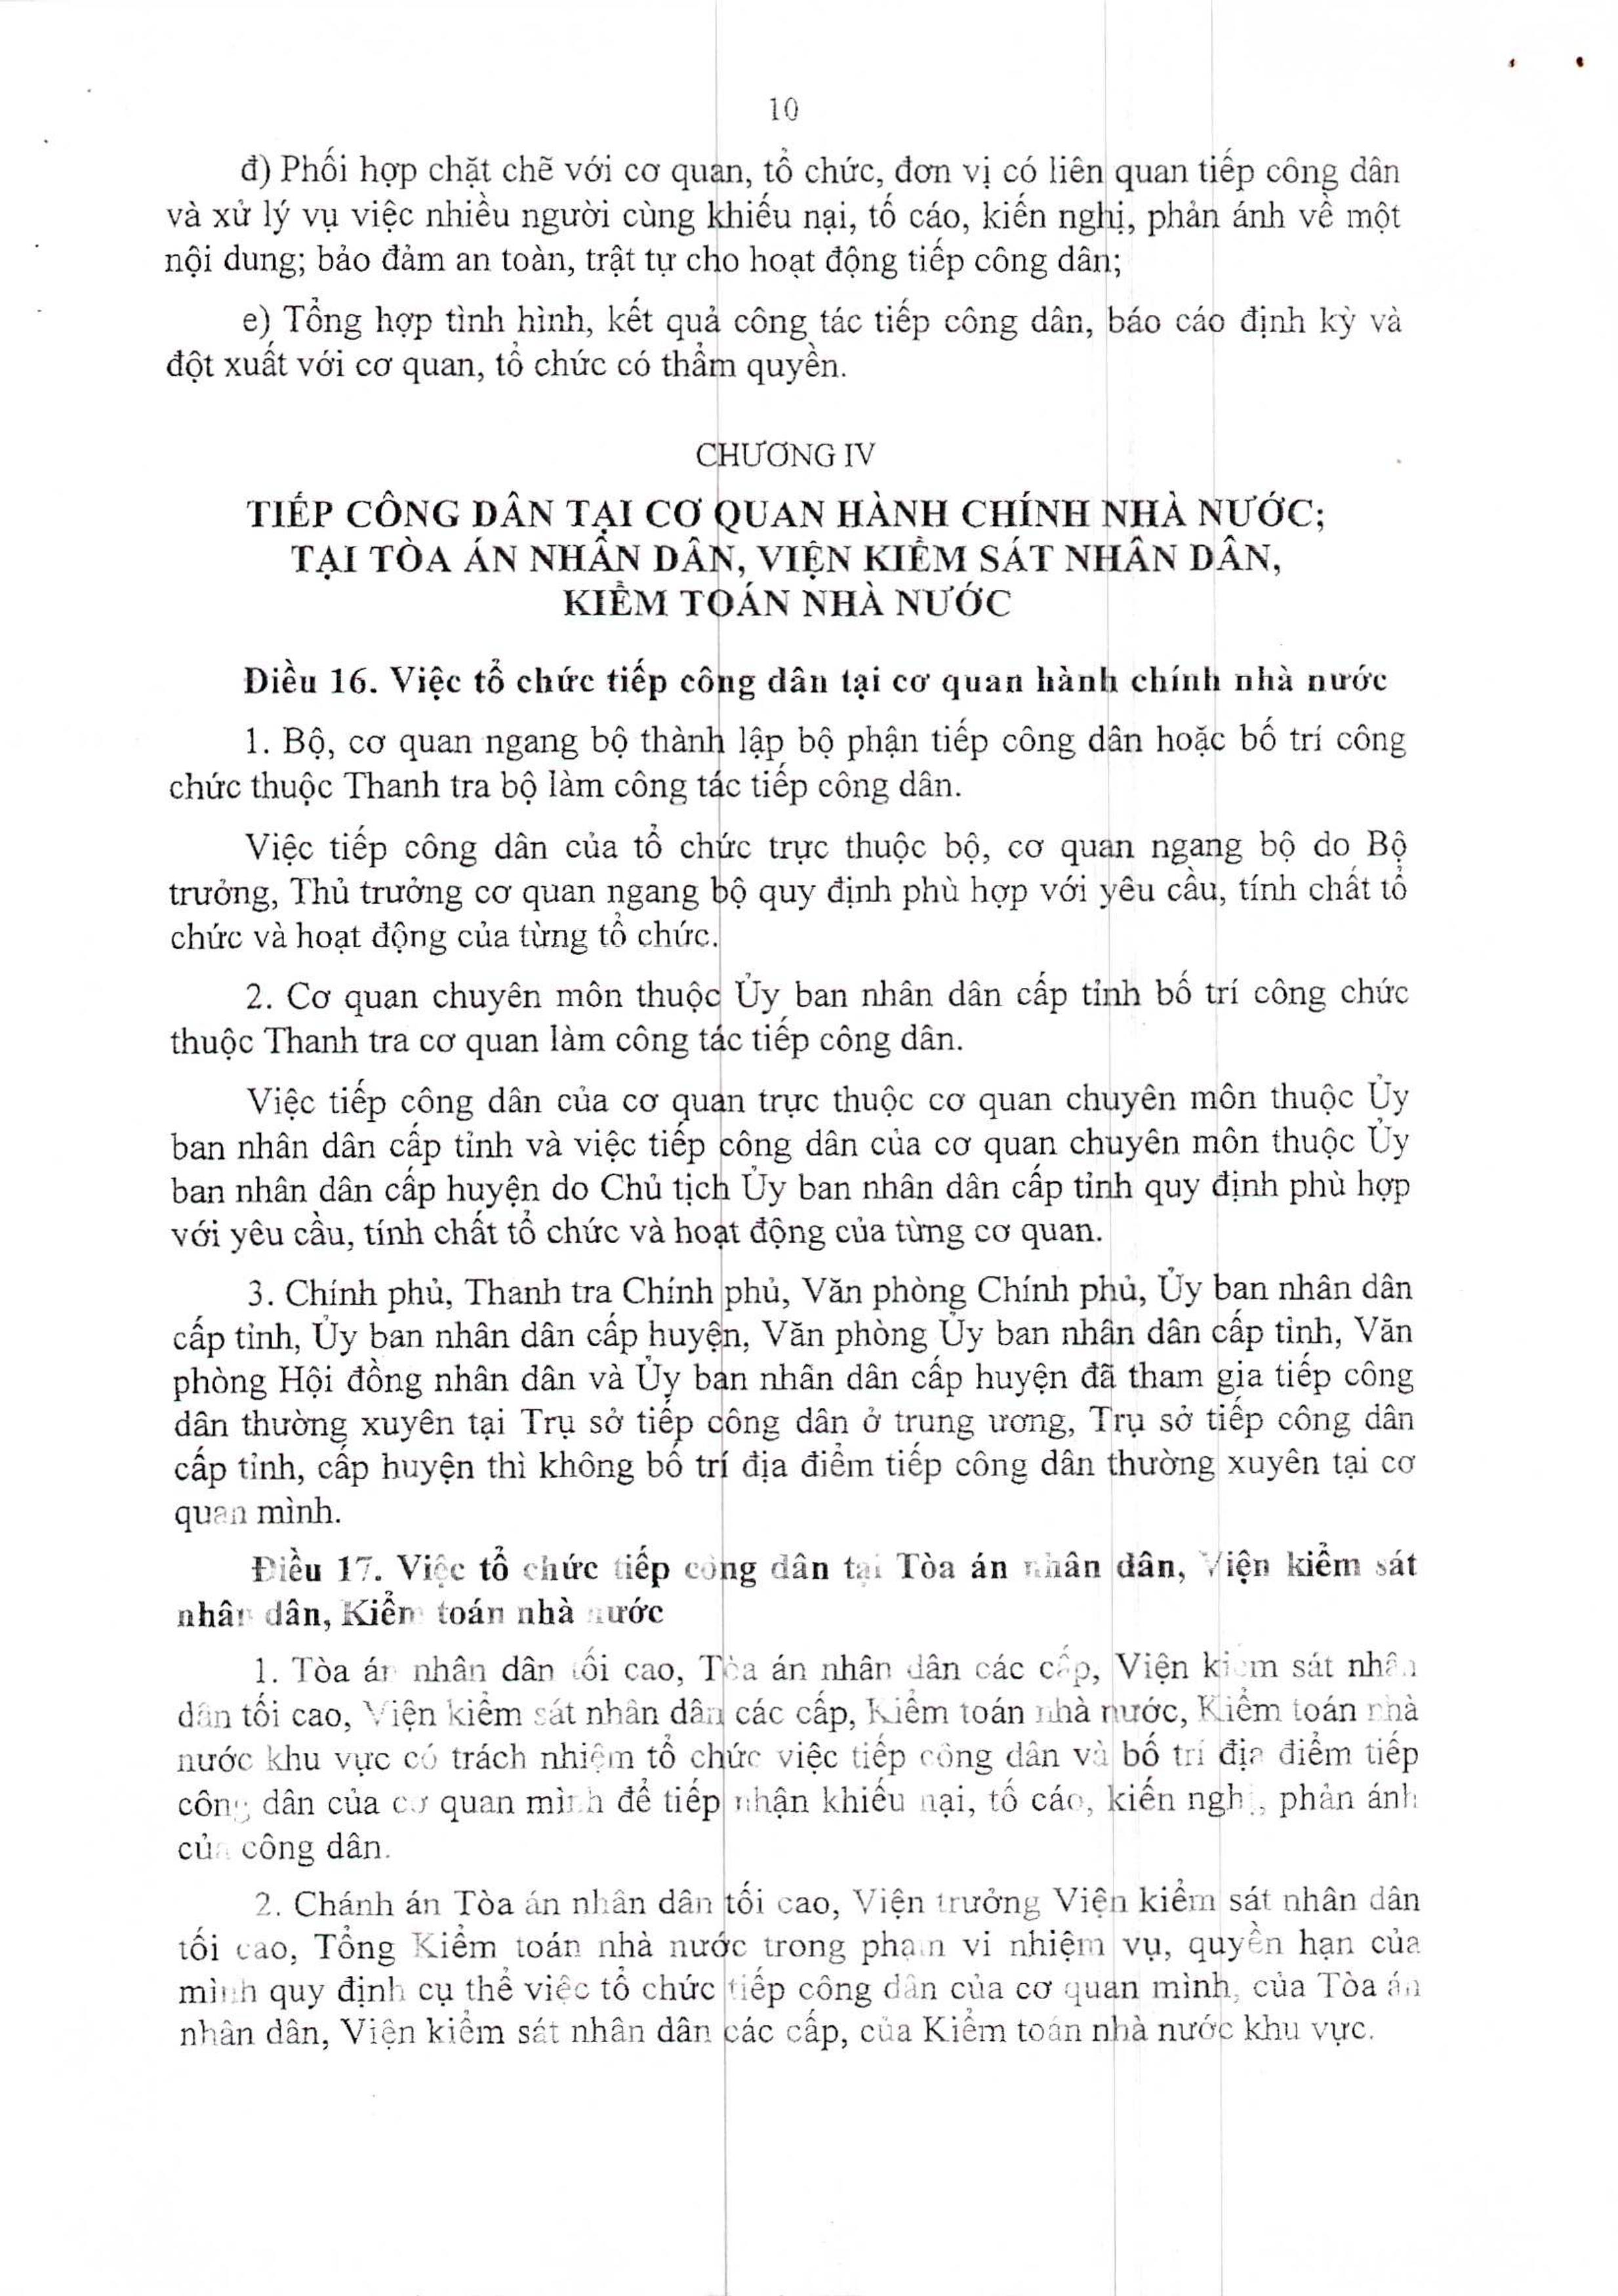 10
đ) Phối hợp chặt chẽ với cơ quan, tổ chức, đơn vị có liên quan tiếp công dân
và xử lý vụ việc nhiều người cùng khiếu nại, tố cáo, kiến nghị, phản ánh về một
nội dung; bảo đảm an toàn, trật tự cho hoạt động tiếp công dân;
e) Tổng hợp tình hình, kết quả công tác tiếp công dân, báo cáo định kỳ và
đột xuất với cơ quan, tổ chức có thẩm quyền.
CHƯƠNG IV
TIẾP CÔNG DÂN TẠI CƠ QUAN HÀNH CHÍNH NHÀ NƯỚC;
TẠI TÒA ÁN NHÂN DÂN, VIỆN KIỂM SÁT NHÂN DÂN,
KIỂM TOÁN NHÀ NƯỚC
Điều 16. Việc tổ chức tiếp công dân tại cơ quan hành chính nhà nước
1. Bộ, cơ quan ngang bộ thành lập bộ phận tiếp công dân hoặc bố trí công
chức thuộc Thanh tra bộ làm công tác tiếp công dân.
Việc tiếp công dân của tổ chức trực thuộc bộ, cơ quan ngang bộ do Bộ
trưởng, Thủ trưởng cơ quan ngang bộ quy định phù hợp với yêu cầu, tính chất tổ
chức và hoạt động của từng tổ chức.
2. Cơ quan chuyên môn thuộc Ủy ban nhân dân cấp tỉnh bố trí công chức
thuộc Thanh tra cơ quan làm công tác tiếp công dân.
Việc tiếp công dân của cơ quan trực thuộc cơ quan chuyên môn thuộc Ủy
ban nhân dân cấp tỉnh và việc tiếp công dân của cơ quan chuyên môn thuộc Ủy
ban nhân dân cấp huyện do Chủ tịch Ủy ban nhân dân cấp tỉnh quy định phù hợp
với yêu cầu, tính chất tổ chức và hoạt động của từng cơ quan.
3. Chính phủ, Thanh tra Chính phủ, Văn phòng Chính phủ, Ủy ban nhân dân
cấp tỉnh, Ủy ban nhân dân cấp huyện, Văn phòng Ủy ban nhân dân cấp tỉnh, Văn
phòng Hội đồng nhân dân và Ủy ban nhân dân cấp huyện đã tham gia tiếp công
dân thường xuyên tại Trụ sở tiếp công dân ở trung ương, Trụ sở tiếp công dân
cấp tỉnh, cấp huyện thì không bố trí địa điểm tiếp công dân thường xuyên tại cơ
quan mình.
Điều 17. Việc tổ chức tiếp công dân tại Tòa án nhân dân, Viện kiểm sát
nhân dân, Kiểm toán nhà nước
1. Tòa án nhân dân tối cao, Tòa án nhân dân các cấp, Viện kiểm sát nhân
dân tối cao, Viện kiểm sát nhân dân các cấp, Kiểm toán nhà nước, Kiểm toán nhà
nước khu vực có trách nhiệm tổ chức việc tiếp công dân và bố trí địa điểm tiếp
công dân của cơ quan mình để tiếp nhận khiếu nại, tố cáo, kiến nghị, phản ánh
của công dân.
2. Chánh án Tòa án nhân dân tối cao, Viện trưởng Viện kiểm sát nhân dân
tối cao, Tổng Kiểm toán nhà nước trong phạm vi nhiệm vụ, quyền hạn của
mình quy định cụ thể việc tổ chức tiếp công dân của cơ quan mình, của Tòa án
nhân dân, Viện kiểm sát nhân dân các cấp, của Kiểm toán nhà nước khu vực.